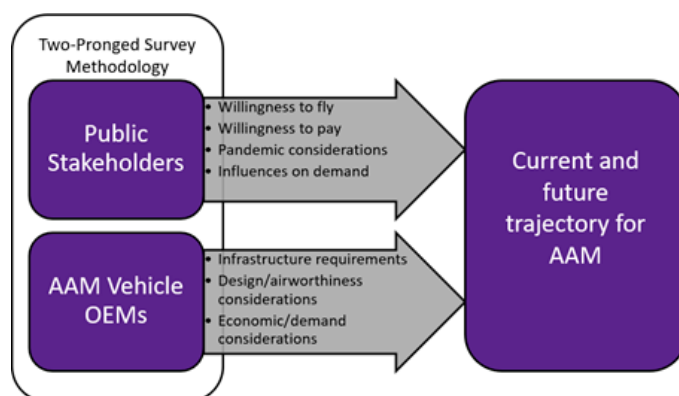 Two-Pronged Survey
Methodology
Public
Stakeholders
• Willingness to fly
• Willingness to pay
• Pandemic considerations
• Influences on demand
AAM Vehicle
OEMs
• Infrastructure requirements
• Design/airworthiness
considerations
• Economic/demand
considerations
Current and
future
trajectory for
AAM